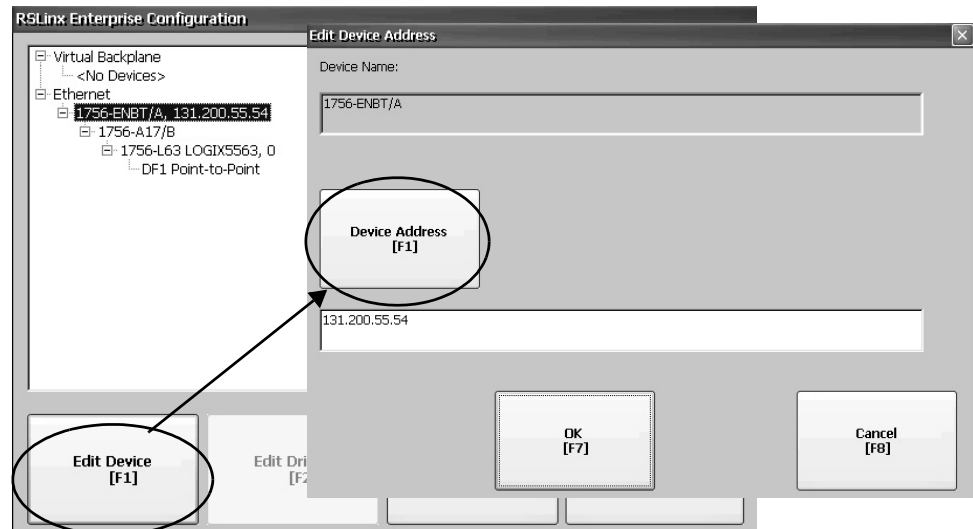 RSLinx Enterprise Configuration
Virtual Backplane
<No Devices>
Ethernet
1756-ENBT/A, 131.200.55.54
1756-A17/B
1756-L63 LOGIX5563, 0
DF1 Point-to-Point
Edit Device
[F1]
Edit Dri
[F2
Edit Device Address
Device Name:
1756-ENBT/A
Device Address
[F1]
131.200.55.54
OK
[F7]
Cancel
[F8]